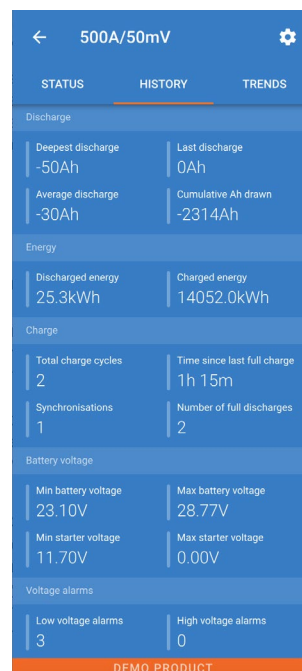 500A/50mV
STATUS HISTORY TRENDS
Discharge
Deepest discharge Last discharge
-50Ah 0Ah
Average discharge Cumulative Ah drawn
-30Ah -2314Ah
Energy
Discharged energy Charged energy
25.3kWh 14052.0kWh
Charge
Total charge cycles Time since last full charge
2 1h 15m
Synchronisations Number of full discharges
1 2
Battery voltage
Min battery voltage Max battery voltage
23.10V 28.77V
Min starter voltage Max starter voltage
11.70V 0.00V
Voltage alarms
Low voltage alarms High voltage alarms
3 0
DEMO PRODUCT